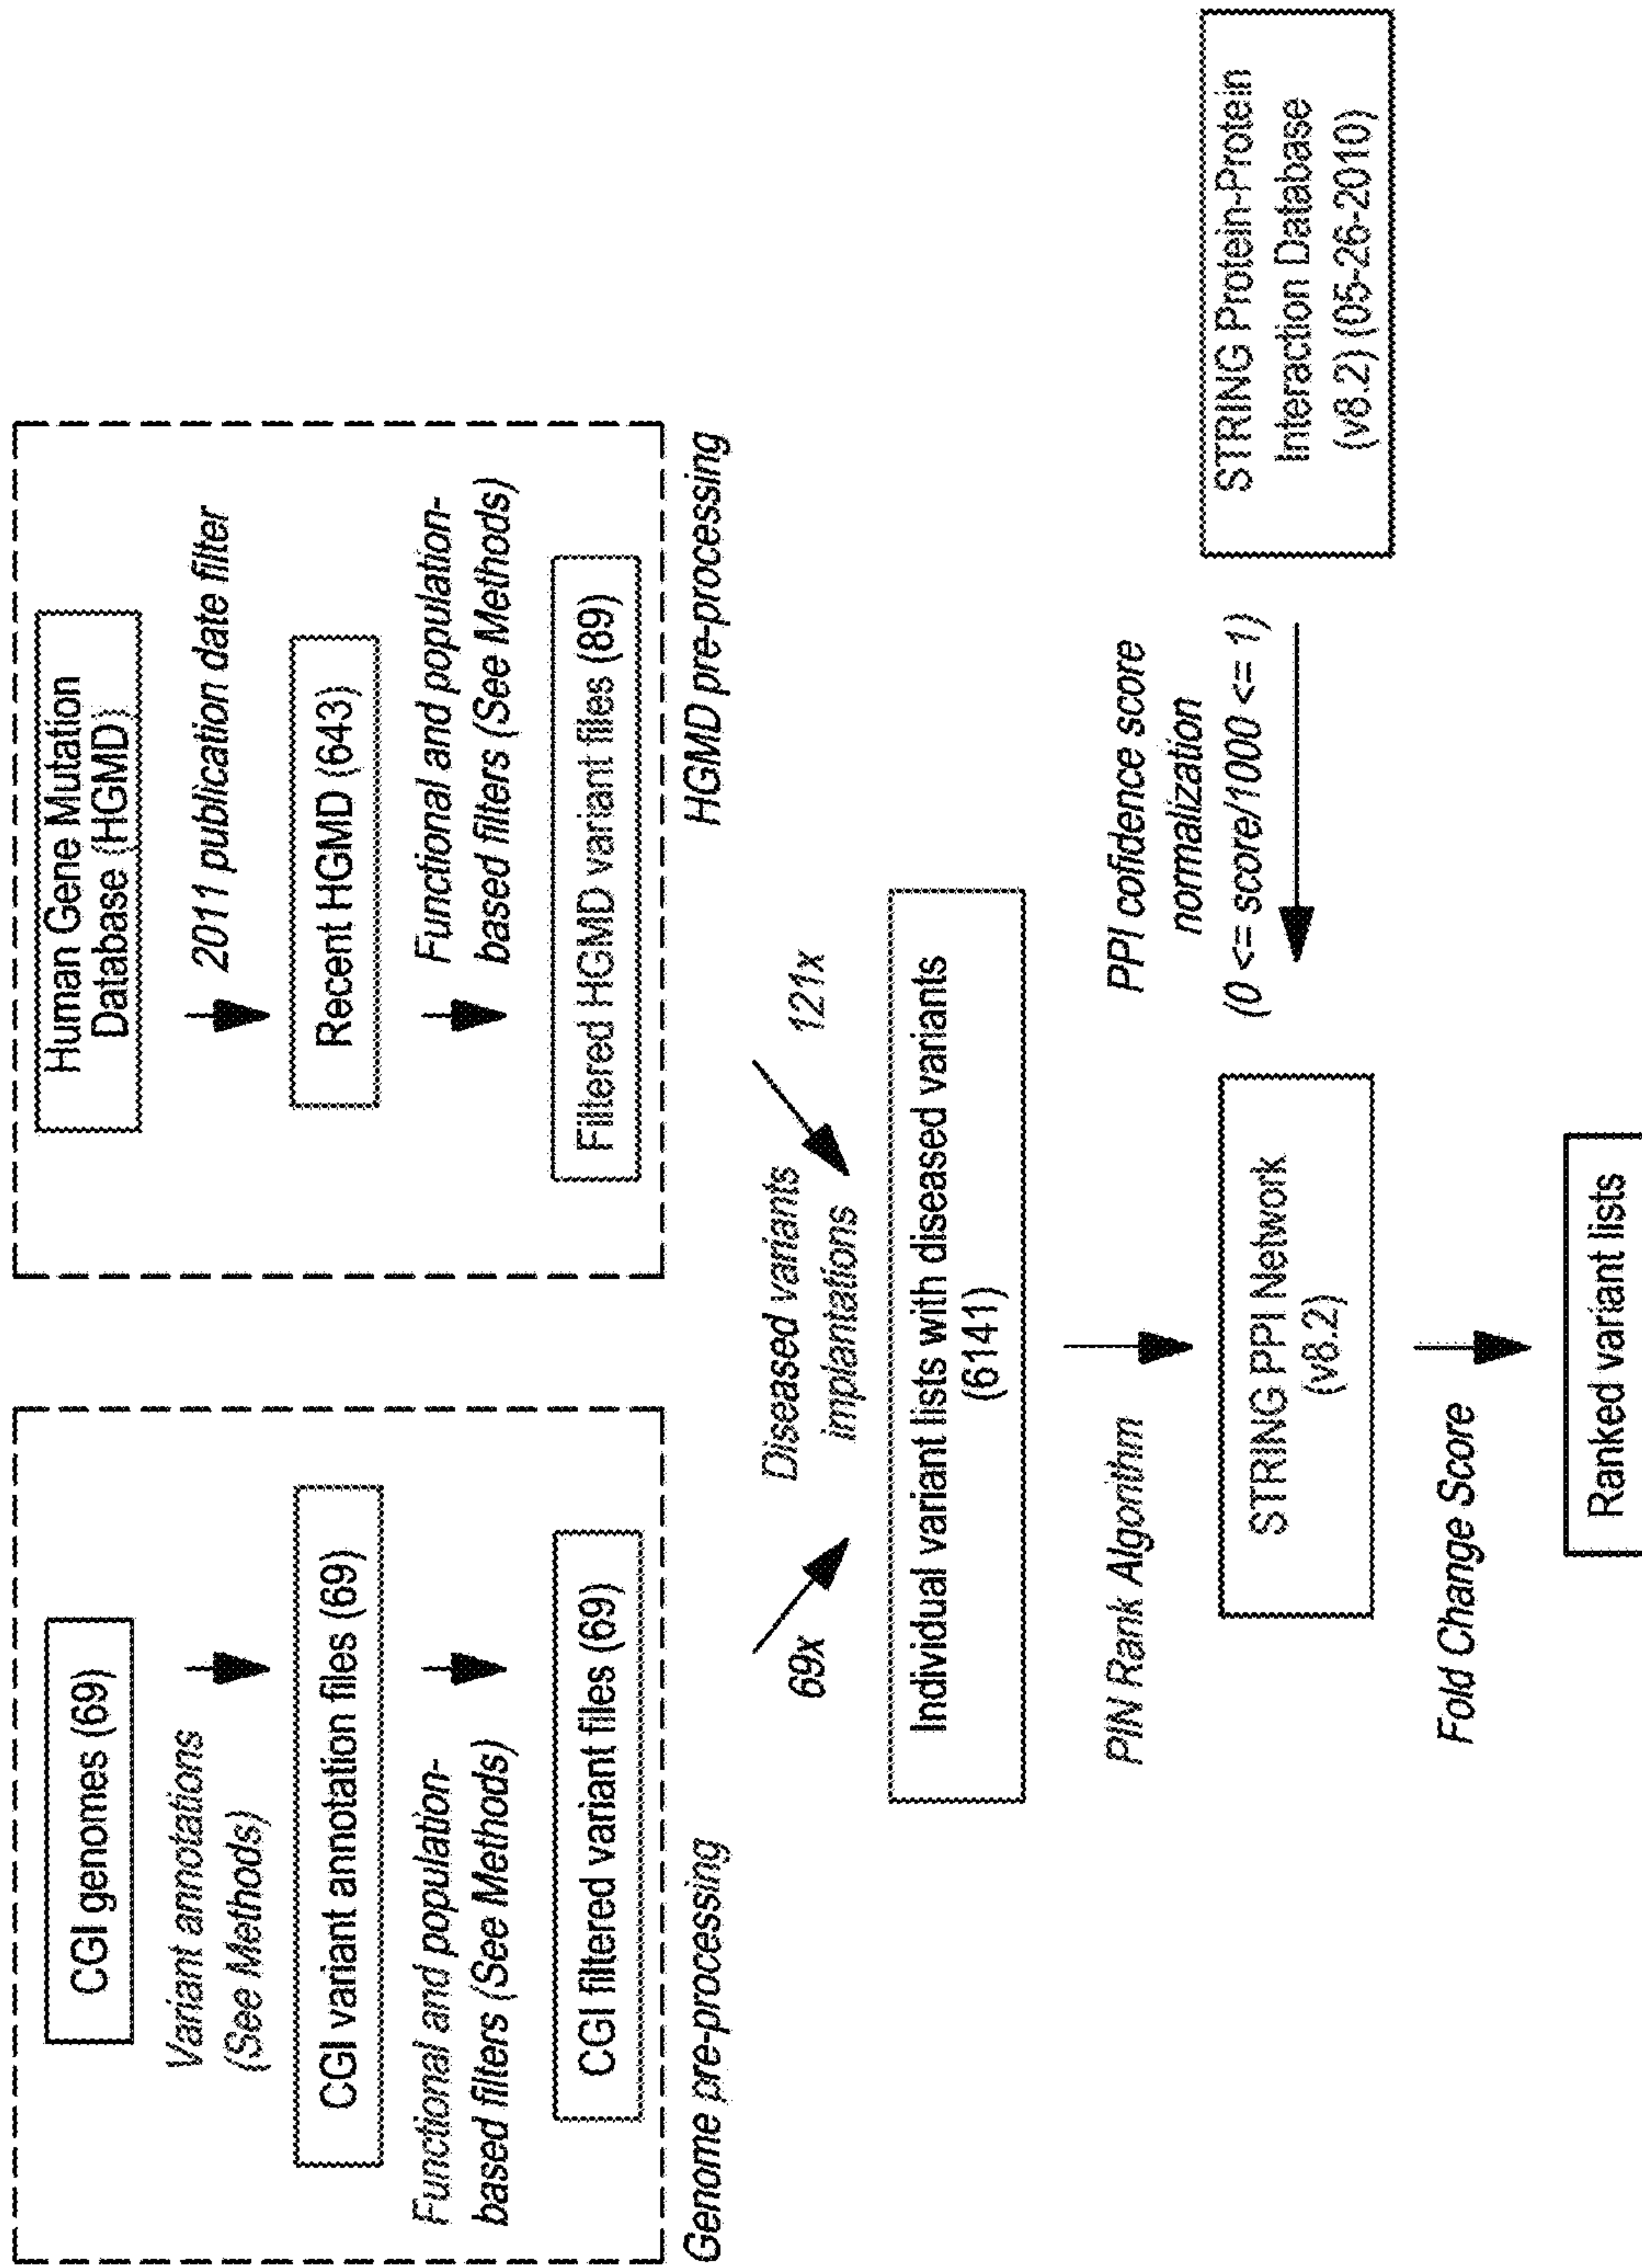 CGI genomes (69)
Variant annotations
(See Methods)
CGI variant annotation files (69)
Functional and population-
based filters (See Methods)
CGI filtered variant files (69)
Genome pre-processing
Human Gene Mutation
Database (HGMD)
2011 publication date filter
Recent HGMD (643)
Functional and population-
based filters (See Methods)
Filtered HGMD variant files (89)
HGMD pre-processing
69x
Diseased variants
implantations
121x
Individual variant lists with diseased variants
(6141)
PIN Rank Algorithm
STRING PPI Network
(v8.2)
PPI cofidence score
normalization
(0 <= score/1000 <= 1)
STRING Protein-Protein
Interaction Database
(v8.2) (05-26-2010)
Fold Change Score
Ranked variant lists